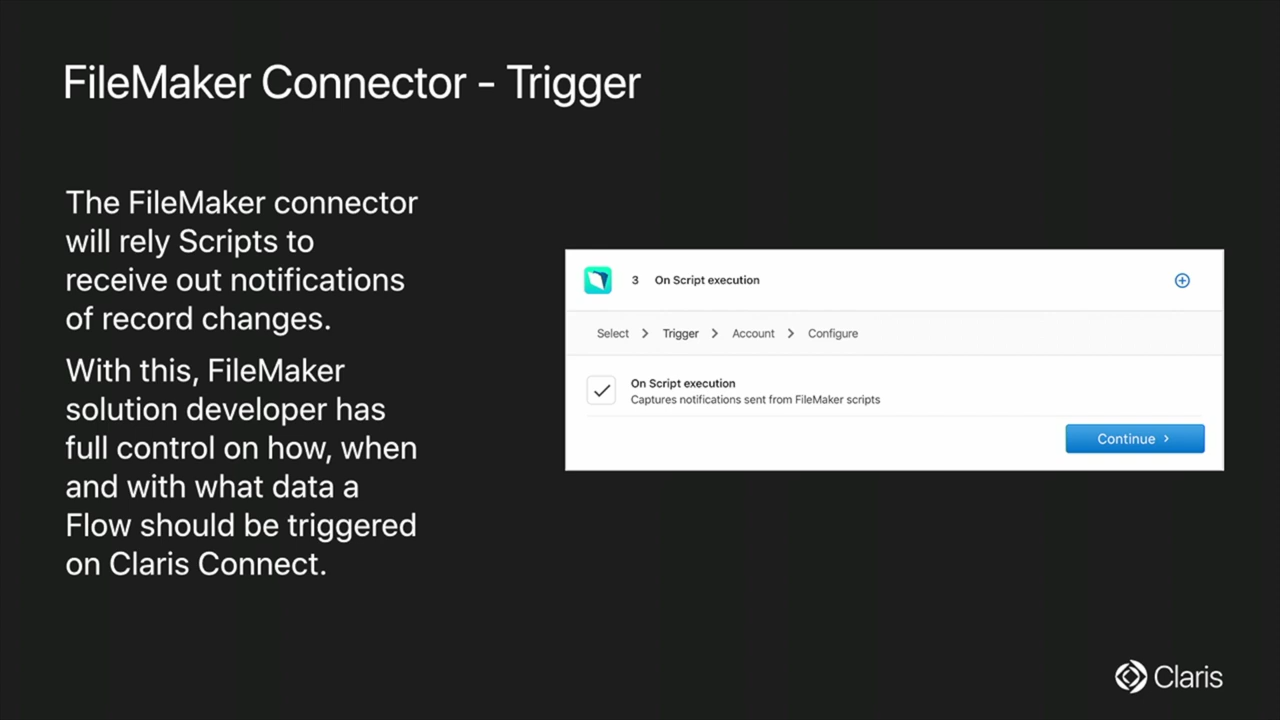 FileMaker Connector - Trigger
The FileMaker connector
will rely Scripts to
receive out notifications
of record changes.
With this, FileMaker
solution developer has
full control on how, when
and with what data a
Flow should be triggered
on Claris Connect.
3 On Script execution
Select > Trigger > Account > Configure
On Script execution
Captures notifications sent from FileMaker scripts
Continue >
Claris